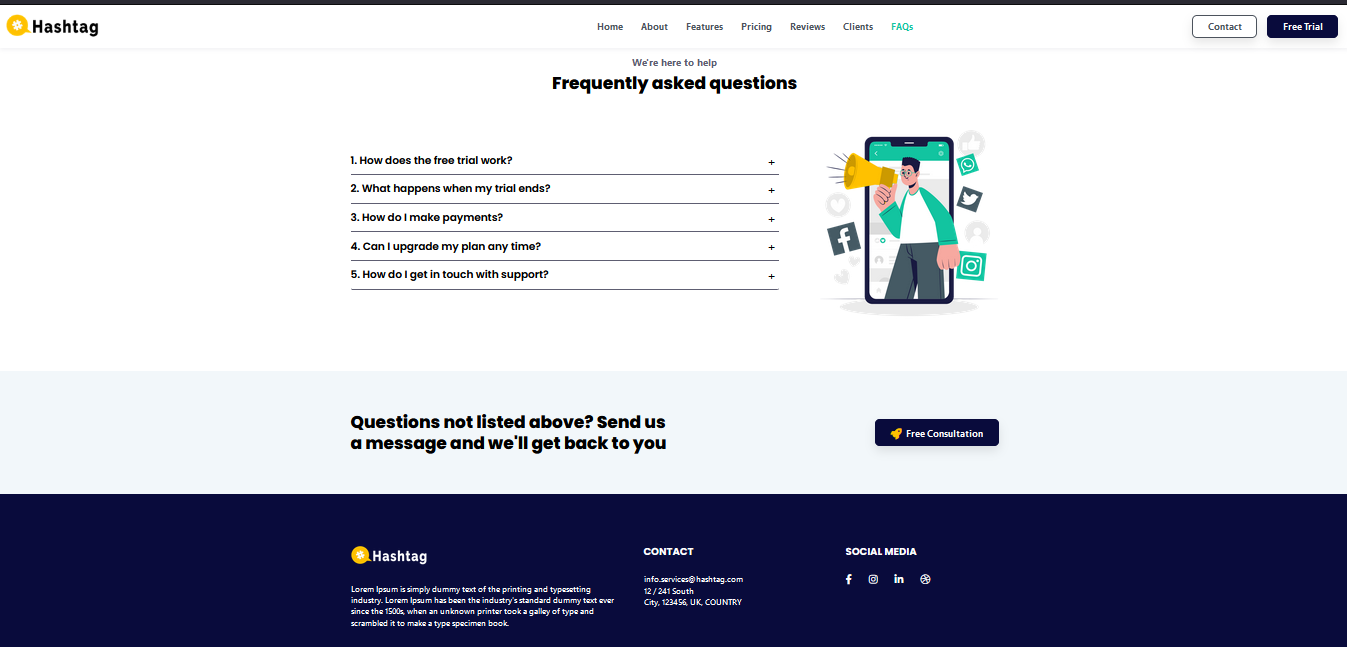 Hashtag
Home About Features Pricing Reviews Clients FAQs
Contact
Free Trial
We're here to help
Frequently asked questions
1. How does the free trial work? +
2. What happens when my trial ends? +
3. How do I make payments? +
4. Can I upgrade my plan any time? +
5. How do I get in touch with support? +
Questions not listed above? Send us
a message and we'll get back to you
Free Consultation
Hashtag
Lorem Ipsum is simply dummy text of the printing and typesetting
industry. Lorem Ipsum has been the industry's standard dummy text ever
since the 1500s, when an unknown printer took a galley of type and
scrambled it to make a type specimen book.
CONTACT
info.services@hashtag.com
12 / 241 South
City, 123456, UK, COUNTRY
SOCIAL MEDIA